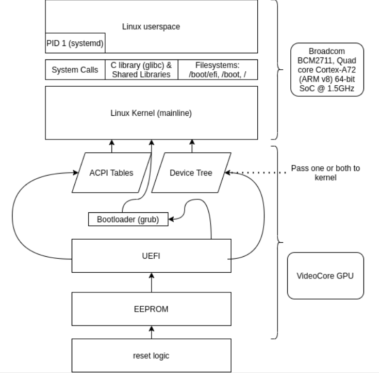 Linux userspace
PID 1 (systemd)
System Calls
C library (glibc) &
Shared Libraries
Filesystems:
/boot/efi, /boot, /
Linux Kernel (mainline)
Broadcom
BCM2711, Quad
core Cortex-A72
(ARM v8) 64-bit
SoC @ 1.5GHz
ACPI Tables
Device Tree
Pass one or both to
kernel
Bootloader (grub)
UEFI
VideoCore GPU
EEPROM
reset logic